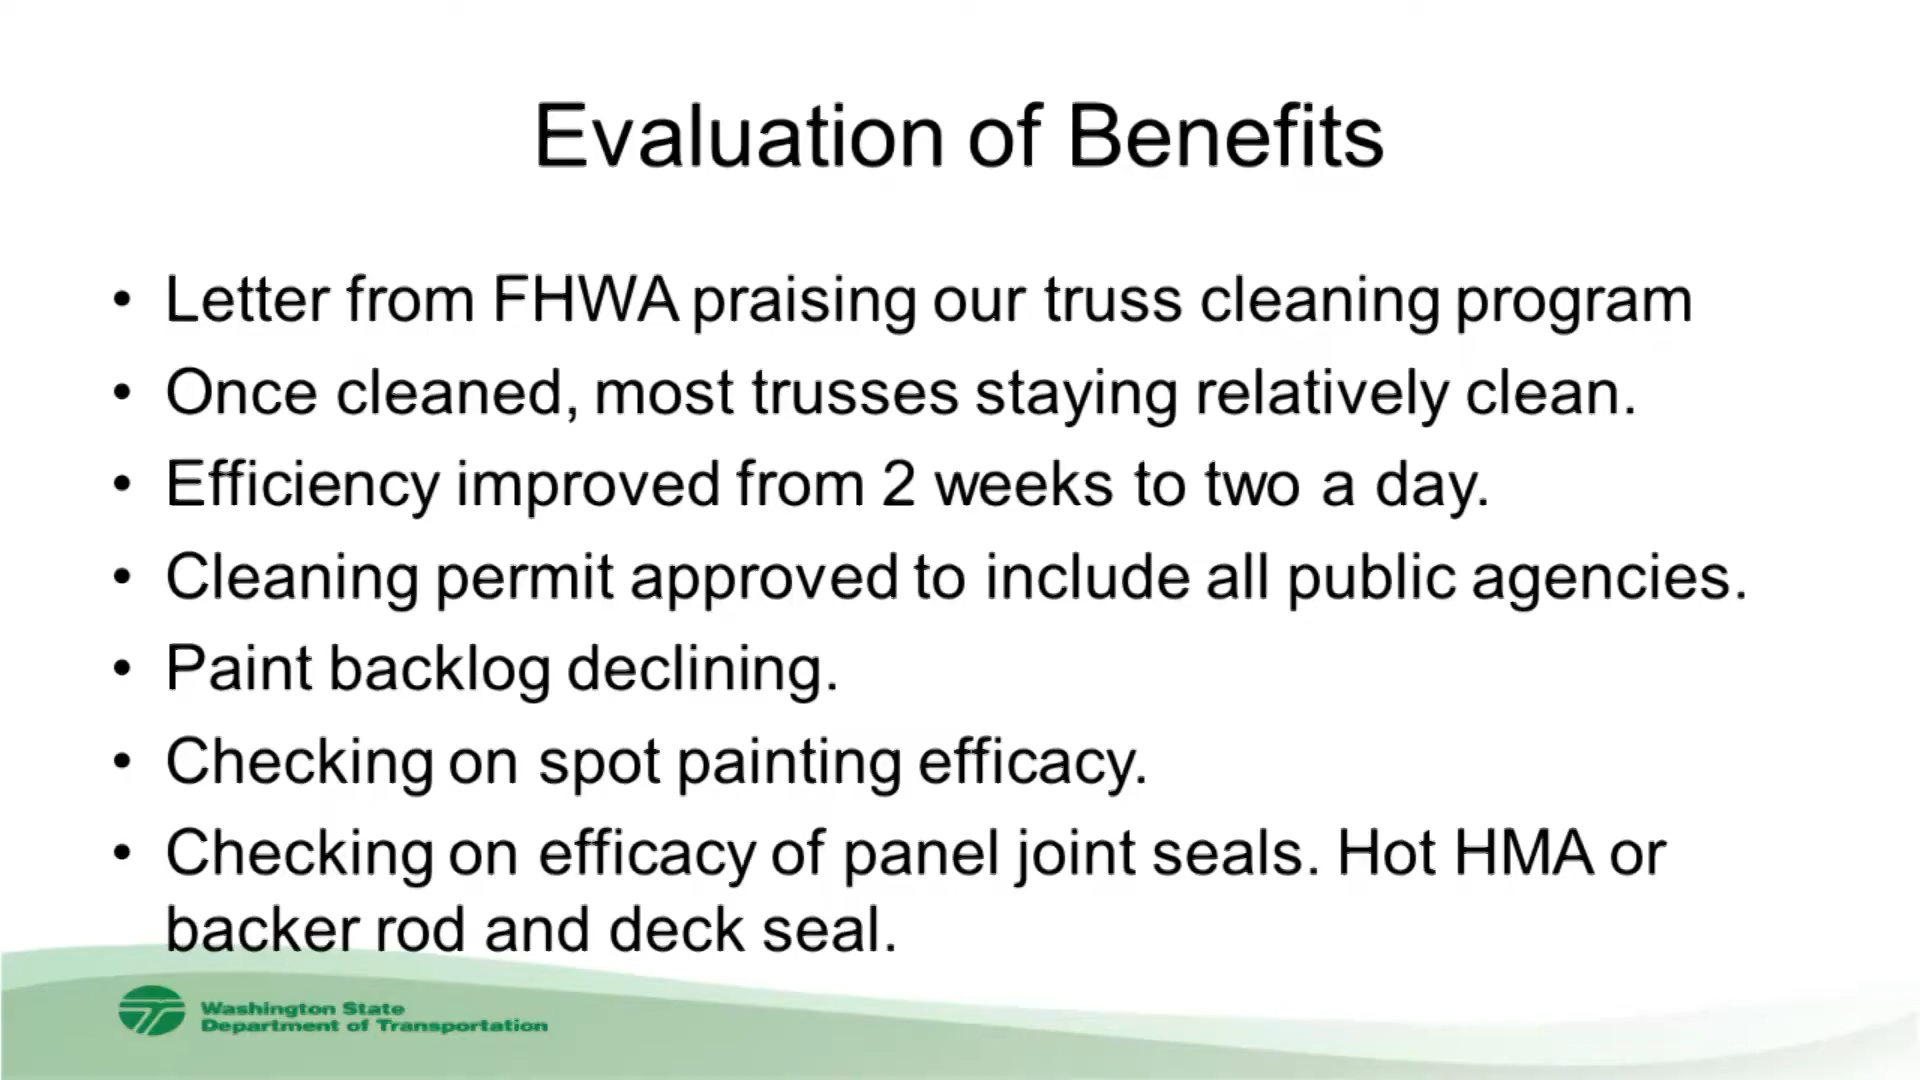 Evaluation of Benefits
• Letter from FHWA praising our truss cleaning program
• Once cleaned, most trusses staying relatively clean.
• Efficiency improved from 2 weeks to two a day.
• Cleaning permit approved to include all public agencies.
• Paint backlog declining.
• Checking on spot painting efficacy.
• Checking on efficacy of panel joint seals. Hot HMA or
backer rod and deck seal.
Washington State
Department of Transportation